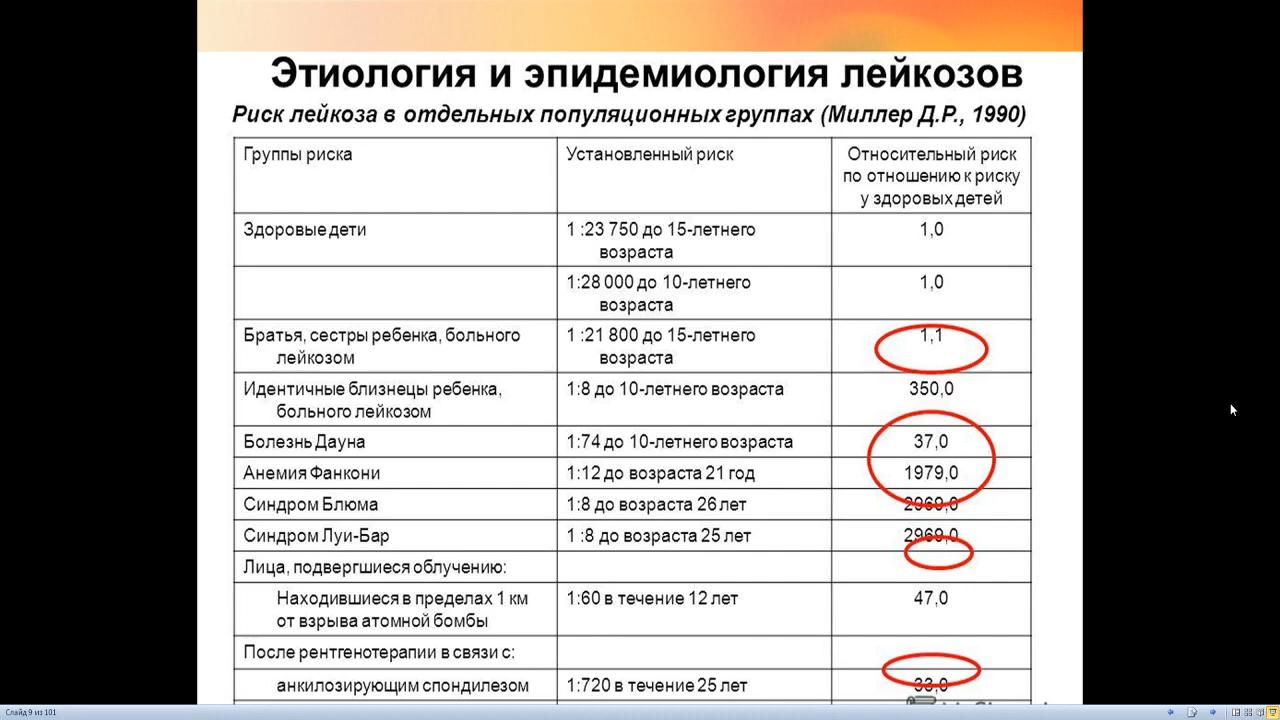 Этиология и эпидемиология лейкозов
Риск лейкоза в отдельных популяционных группах (Миллер Д.Р., 1990)
Группы риска
Установленный риск
Относительный риск
по отношению к риску
у здоровых детей
Здоровые дети
1 :23 750 до 15-летнего
возраста
1,0
1:28 000 до 10-летнего
возраста
1,0
Братья, сестры ребенка, больного
лейкозом
1 :21 800 до 15-летнего
возраста
1,1
Идентичные близнецы ребенка,
больного лейкозом
1:8 до 10-летнего возраста
350,0
Болезнь Дауна
1:74 до 10-летнего возраста
37,0
Анемия Фанкони
1:12 до возраста 21 год
1979,0
Синдром Блюма
1:8 до возраста 26 лет
2969,0
Синдром Луи-Бар
1 :8 до возраста 25 лет
2969,0
Лица, подвергшиеся облучению:
Находившиеся в пределах 1 км
от взрыва атомной бомбы
1:60 в течение 12 лет
47,0
После рентгенотерапии в связи с:
анкилозирующим спондилезом
1:720 в течение 25 лет
33,0
Слайд 9 из 101